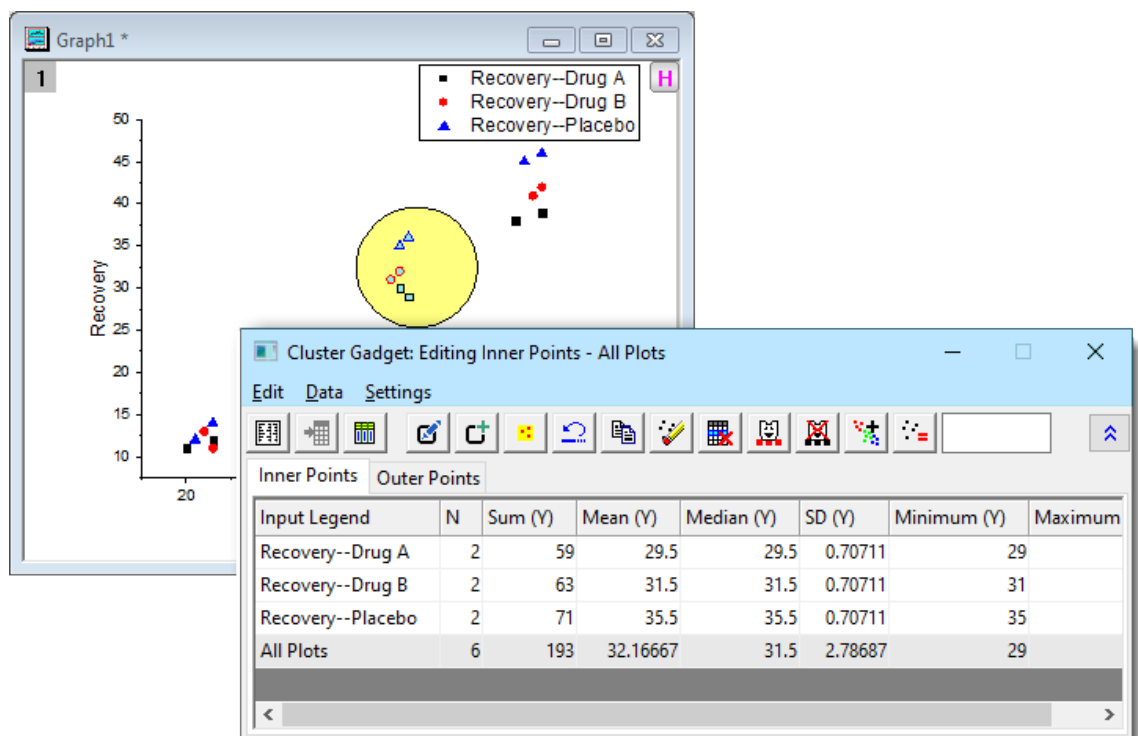 Graph1 *
1
H
Recovery--Drug A
Recovery--Drug B
Recovery--Placebo
50
45
40
35
30
25
20
15
10
Recovery
20
Cluster Gadget: Editing Inner Points - All Plots
Edit Data Settings
Inner Points Outer Points
Input Legend N Sum (Y) Mean (Y) Median (Y) SD (Y) Minimum (Y) Maximum
Recovery--Drug A 2 59 29.5 29.5 0.70711 29
Recovery--Drug B 2 63 31.5 31.5 0.70711 31
Recovery--Placebo 2 71 35.5 35.5 0.70711 35
All Plots 6 193 32.16667 31.5 2.78687 29